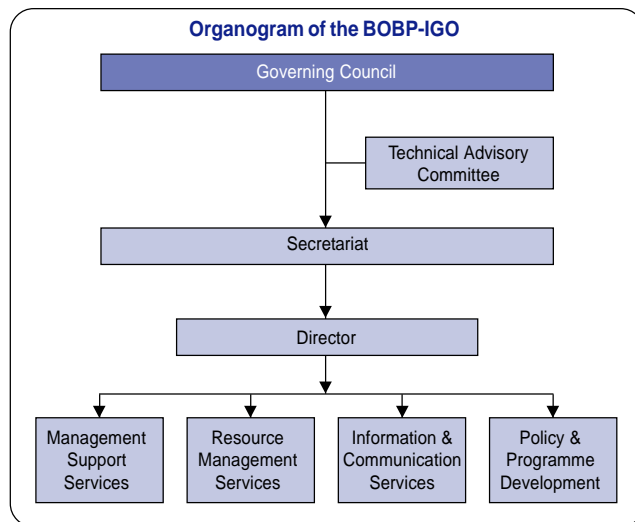 Organogram of the BOBP-IGO
Governing Council
Technical Advisory
Committee
Secretariat
Director
Management
Support
Services
Resource
Management
Services
Information &
Communication
Services
Policy &
Programme
Development